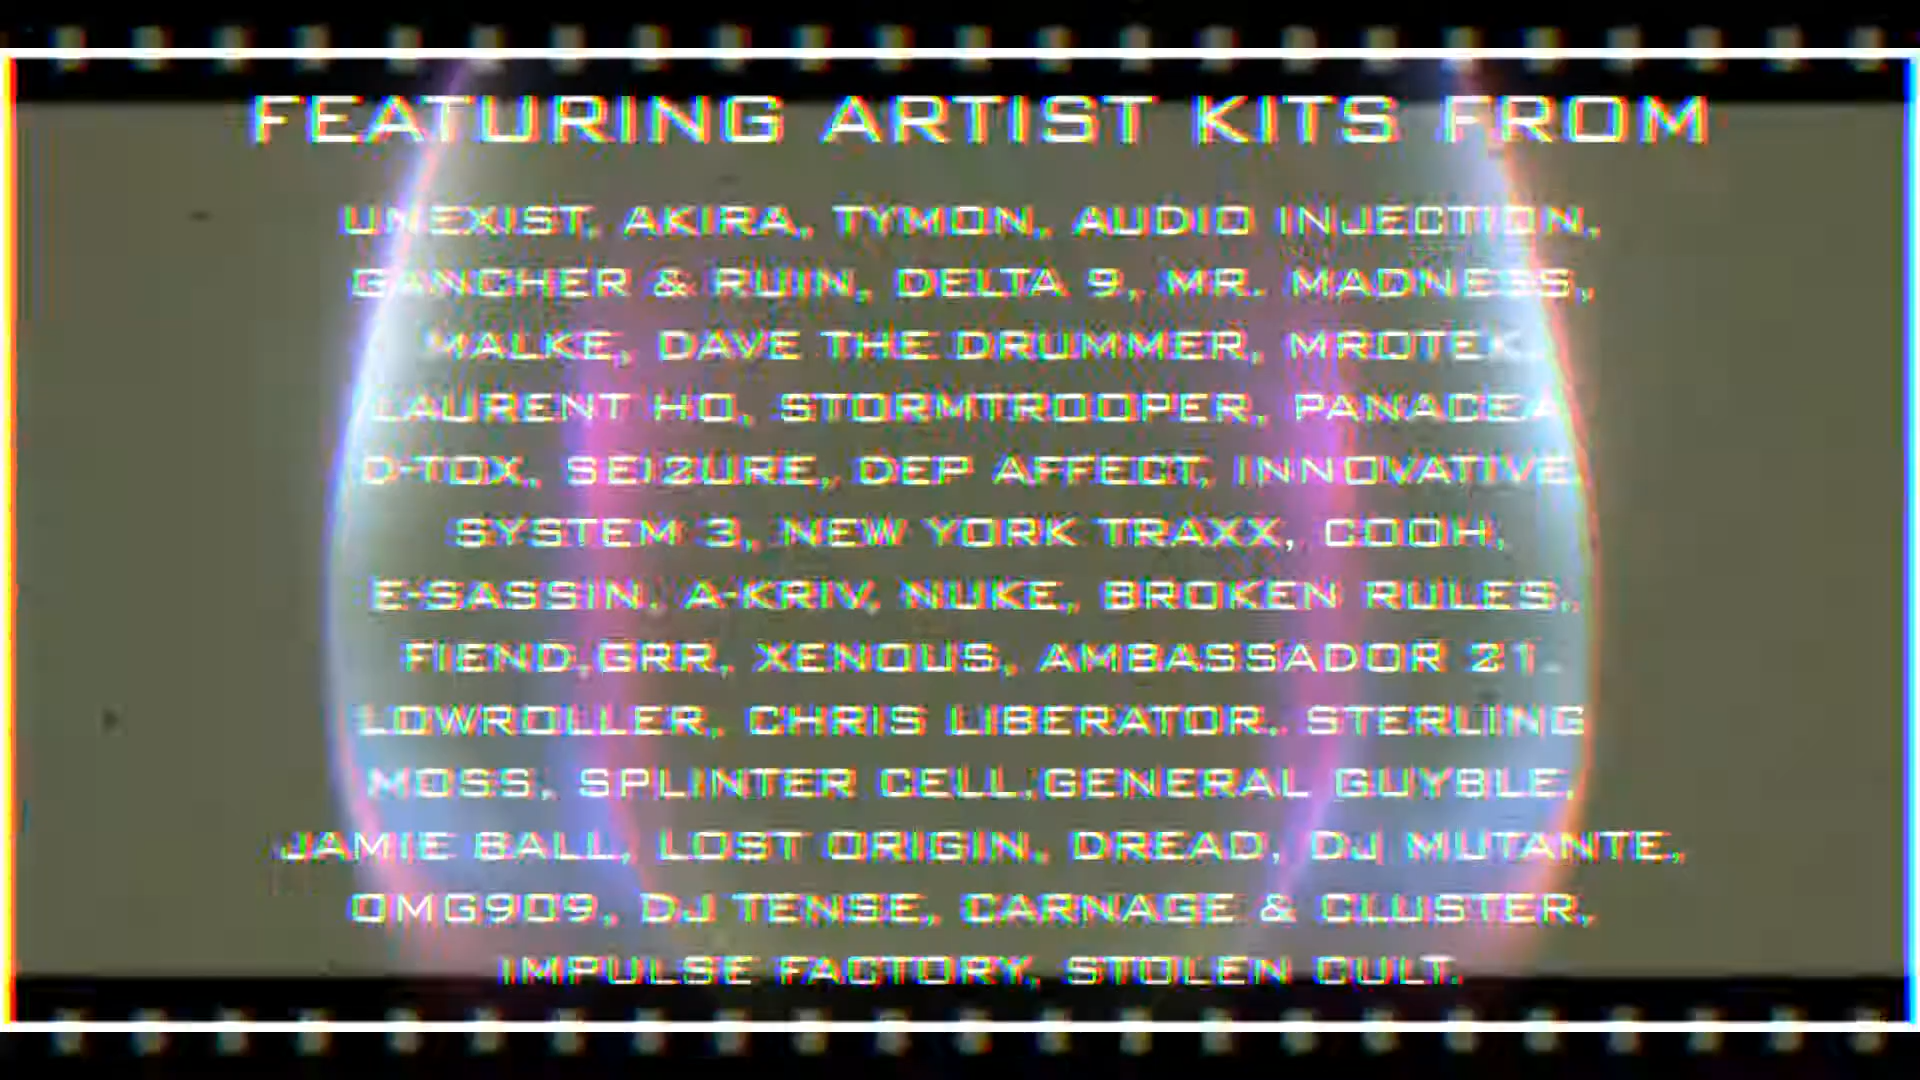 FEATURING ARTIST KITS FROM
UNEXIST, AKIRA, TYMON, AUDIO INJECTION,
GANCHER & RUIN, DELTA 9, MR. MADNESS,
MALKE, DAVE THE DRUMMER, MROTEK,
LAURENT HO, STORMTROOPER, PANACEA
D-TOX, SEI2URE, DEP AFFECT, INNOVATIVE
SYSTEM 3, NEW YORK TRAXX, COOH,
E-SASSIN, A-KRIV, NUKE, BROKEN RULES,
FIEND,GRR, XENOUS, AMBASSADOR 21.
LOWROLLER, CHRIS LIBERATOR, STERLING
MOSS, SPLINTER CELL,GENERAL GUY8LE,
JAMIE BALL, LOST ORIGIN, DREAD, DJ MUTANTE,
OMG909, DJ TENSE, CARNAGE & CLUSTER,
IMPULSE FACTORY, STOLEN CULT.